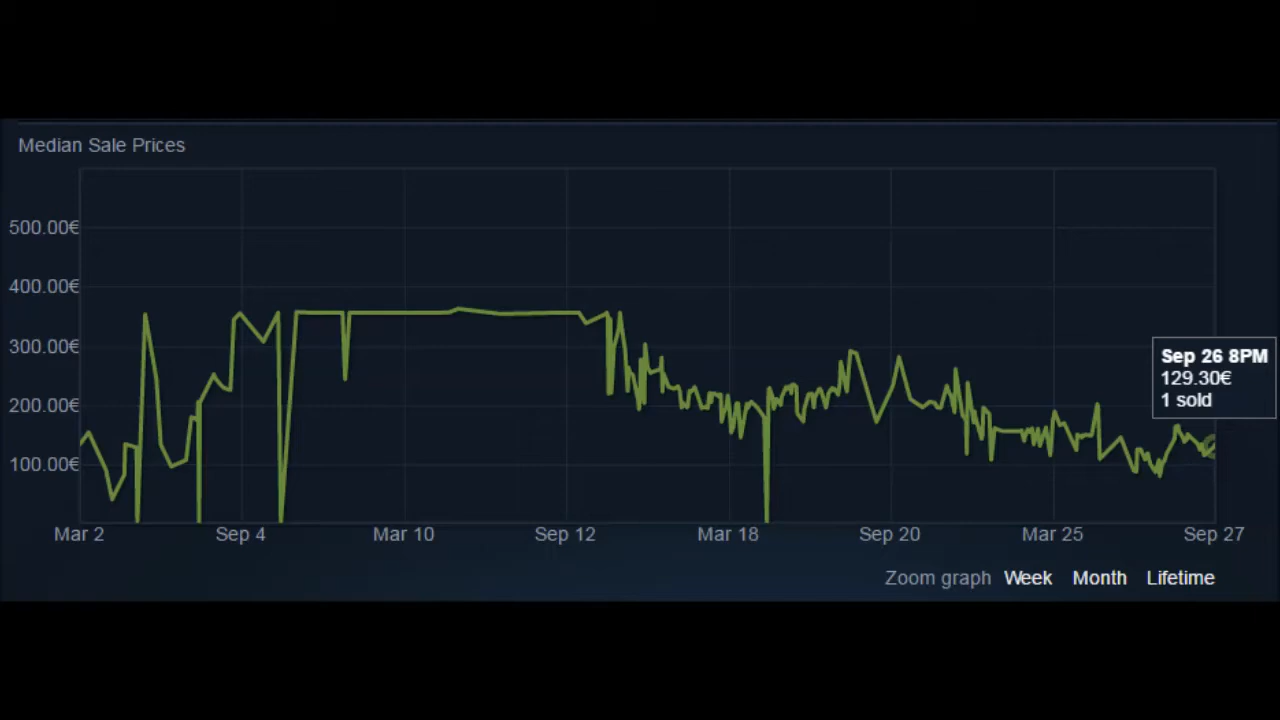 Median Sale Prices
500.00€
400.00€
300.00€
200.00€
100.00€
Sep 26 8PM
129.30€
1 sold
Mar 2 Sep 4 Mar 10 Sep 12 Mar 18 Sep 20 Mar 25 Sep 27
Zoom graph Week Month Lifetime